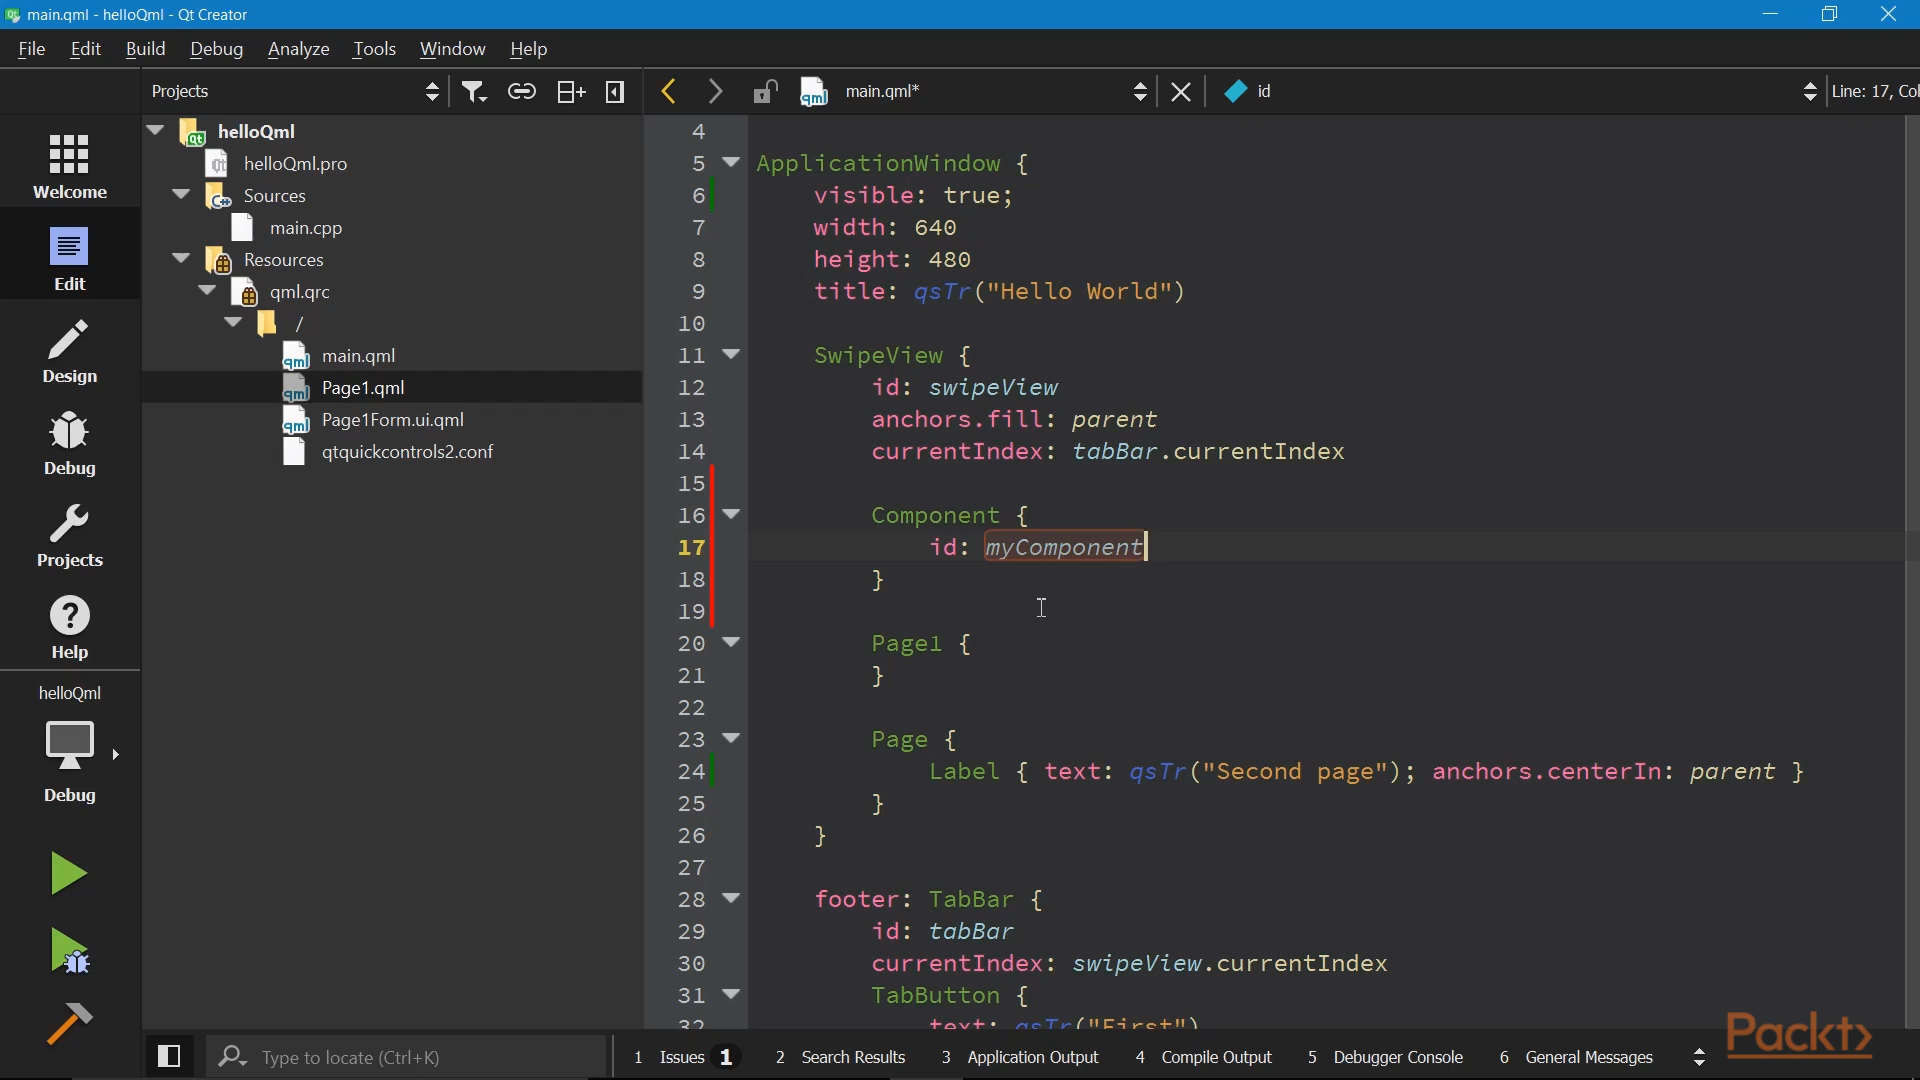 main.qml - helloQml - Qt Creator
File Edit Build Debug Analyze Tools Window Help
Projects
main.qml*
id
Line: 17, Col
Welcome
Edit
Design
Debug
Projects
Help
helloQml
Debug
helloQml
helloQml.pro
Sources
main.cpp
Resources
qml.qrc
/
main.qml
Page1.qml
Page1Form.ui.qml
qtquickcontrols2.conf
4
5 ApplicationWindow {
6 visible: true;
7 width: 640
8 height: 480
9 title: qsTr("Hello World")
10
11 SwipeView {
12 id: swipeView
13 anchors.fill: parent
14 currentIndex: tabBar.currentIndex
15
16 Component {
17 id: myComponent
18 }
19
20 Page1 {
21 }
22
23 Page {
24 Label { text: qsTr("Second page"); anchors.centerIn: parent }
25 }
26 }
27
28 footer: TabBar {
29 id: tabBar
30 currentIndex: swipeView.currentIndex
31 TabButton {
32 text: qsTr("First")
Type to locate (Ctrl+K)
1 Issues 1 2 Search Results 3 Application Output 4 Compile Output 5 Debugger Console 6 General Messages
Packt>